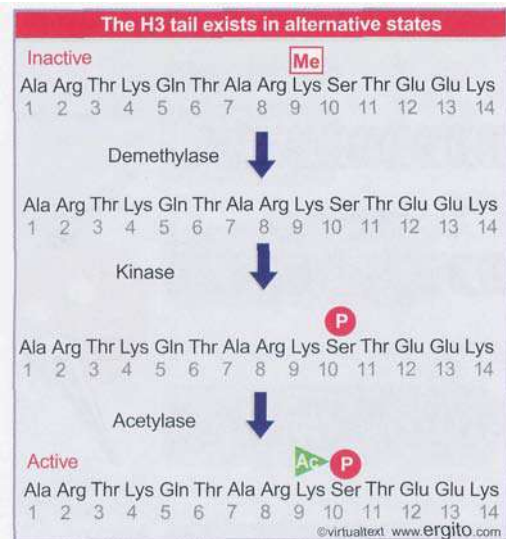 The H3 tail exists in alternative states
Inactive
Me
Ala Arg Thr Lys Gln Thr Ala Arg Lys Ser Thr Glu Glu Lys
1 2 3 4 5 6 7 8 9 10 11 12 13 14
Demethylase
Ala Arg Thr Lys Gln Thr Ala Arg Lys Ser Thr Glu Glu Lys
1 2 3 4 5 6 7 8 9 10 11 12 13 14
Kinase
P
Ala Arg Thr Lys Gln Thr Ala Arg Lys Ser Thr Glu Glu Lys
1 2 3 4 5 6 7 8 9 10 11 12 13 14
Acetylase
Active
Ac P
Ala Arg Thr Lys Gln Thr Ala Arg Lys Ser Thr Glu Glu Lys
1 2 3 4 5 6 7 8 9 10 11 12 13 14
©virtualtext www.ergito.com